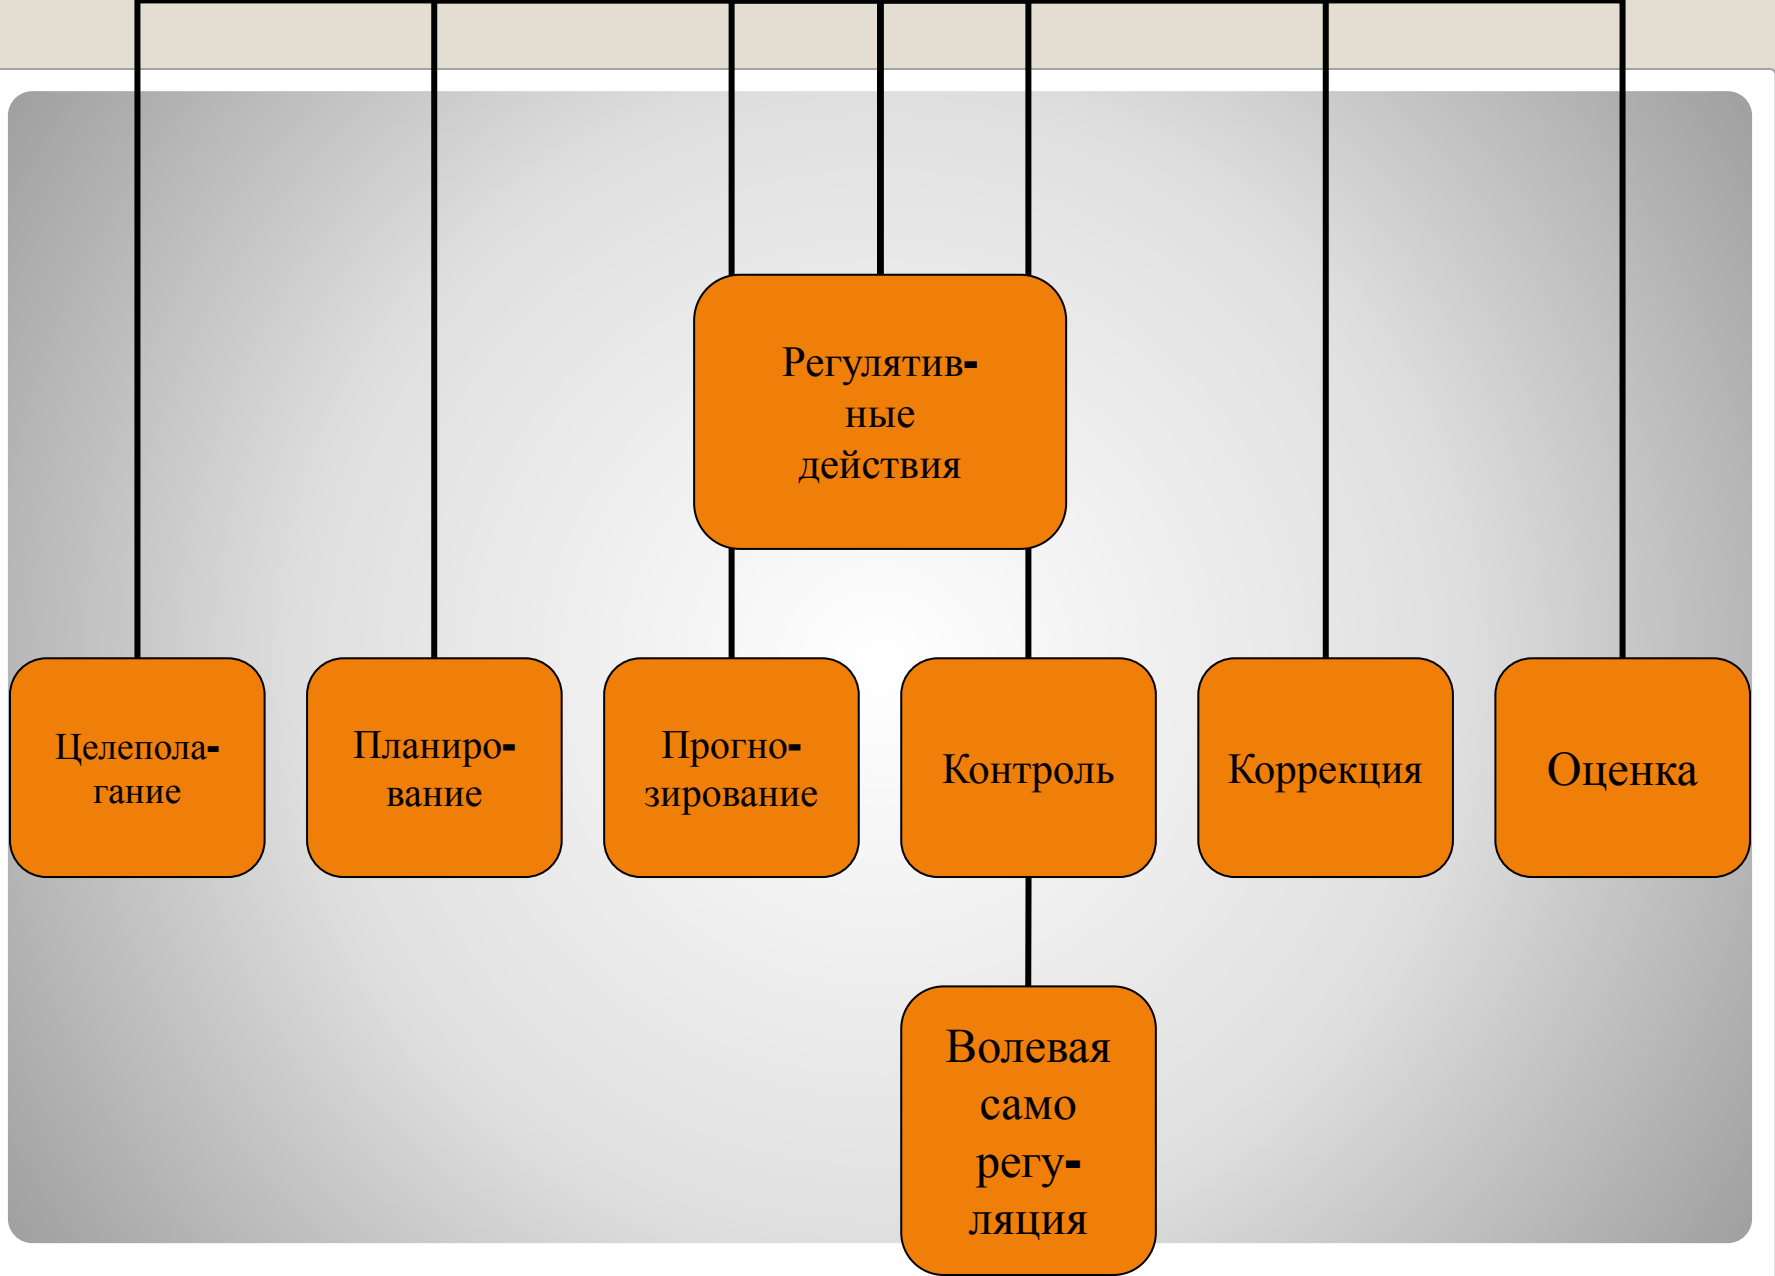 Регулятив-
ные
действия
Целепола-
гание
Планиро-
вание
Прогно-
зирование
Контроль
Коррекция
Оценка
Волевая
само
регу-
ляция